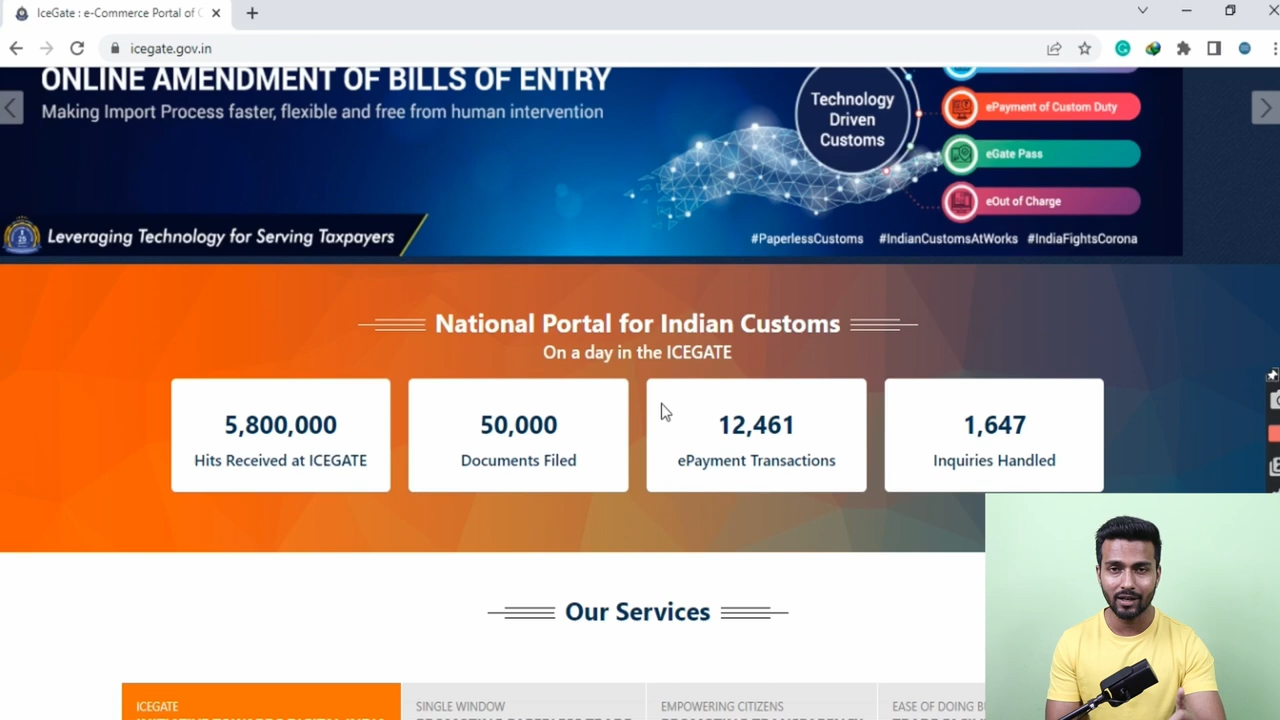 IceGate : e-Commerce Portal of C
icegate.gov.in
ONLINE AMENDMENT OF BILLS OF ENTRY
Making Import Process faster, flexible and free from human intervention
Technology
Driven
Customs
ePayment of Custom Duty
eGate Pass
eOut of Charge
Leveraging Technology for Serving Taxpayers
#PaperlessCustoms #IndianCustomsAtWorks #IndiaFightsCorona
National Portal for Indian Customs
On a day in the ICEGATE
5,800,000
Hits Received at ICEGATE
50,000
Documents Filed
12,461
ePayment Transactions
1,647
Inquiries Handled
Our Services
ICEGATE
SINGLE WINDOW
EMPOWERING CITIZENS
EASE OF DOING